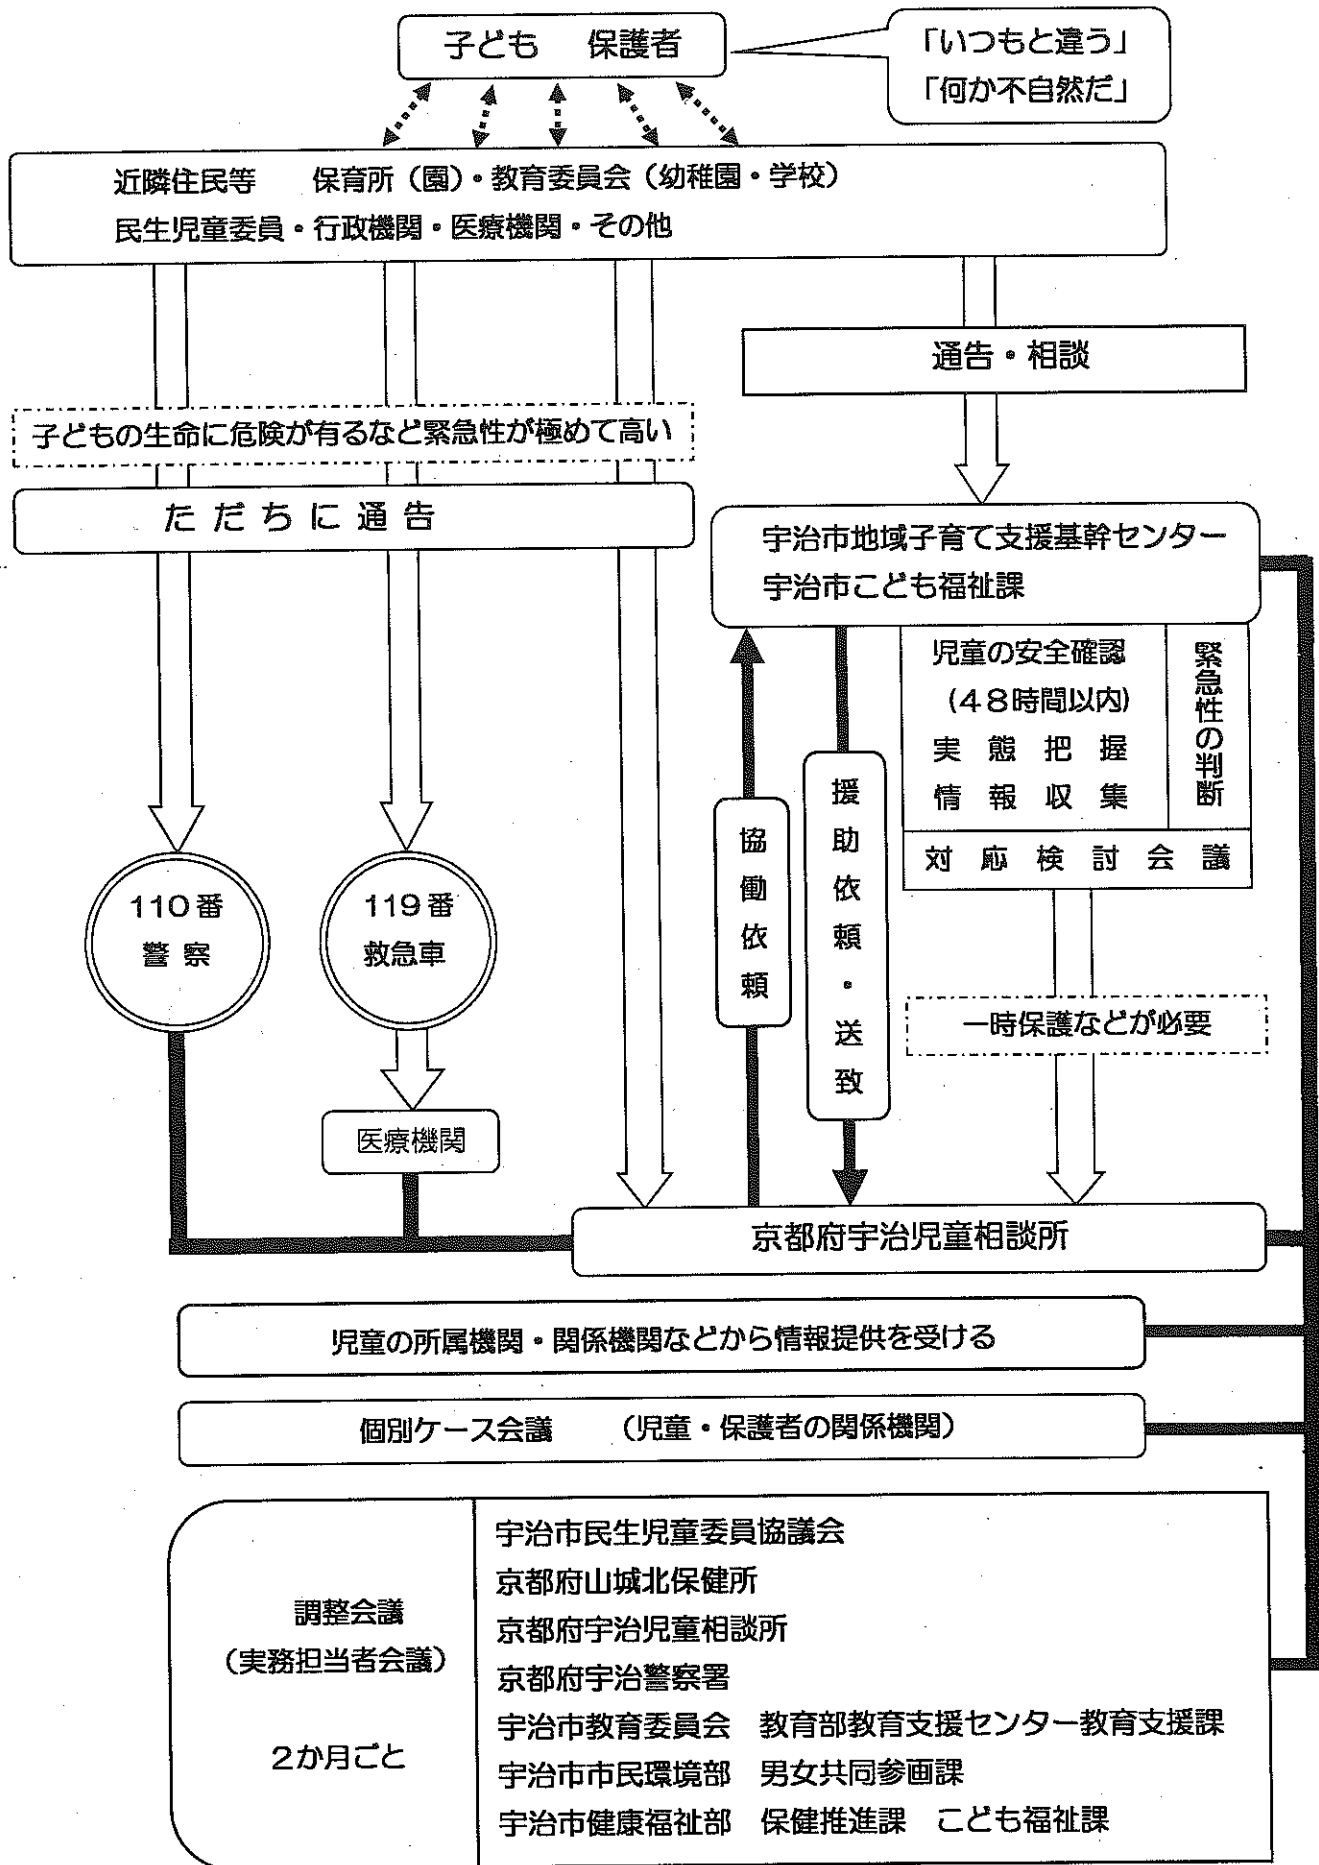 子ども　保護者
「いつもと違う」
「何か不自然だ」
近隣住民等　保育所（園）・教育委員会（幼稚園・学校）
民生児童委員・行政機関・医療機関・その他
通告・相談
子どもの生命に危険が有るなど緊急性が極めて高い
ただちに通告
宇治市地域子育て支援基幹センター
宇治市こども福祉課
児童の安全確認
（48時間以内）
実態把握
情報収集
緊急性の判断
対応検討会議
協働依頼
援助依頼・送致
110番
警察
119番
救急車
一時保護などが必要
医療機関
京都府宇治児童相談所
児童の所属機関・関係機関などから情報提供を受ける
個別ケース会議　（児童・保護者の関係機関）
調整会議
（実務担当者会議）
2か月ごと
宇治市民生児童委員協議会
京都府山城北保健所
京都府宇治児童相談所
京都府宇治警察署
宇治市教育委員会　教育部教育支援センター教育支援課
宇治市市民環境部　男女共同参画課
宇治市健康福祉部　保健推進課　こども福祉課